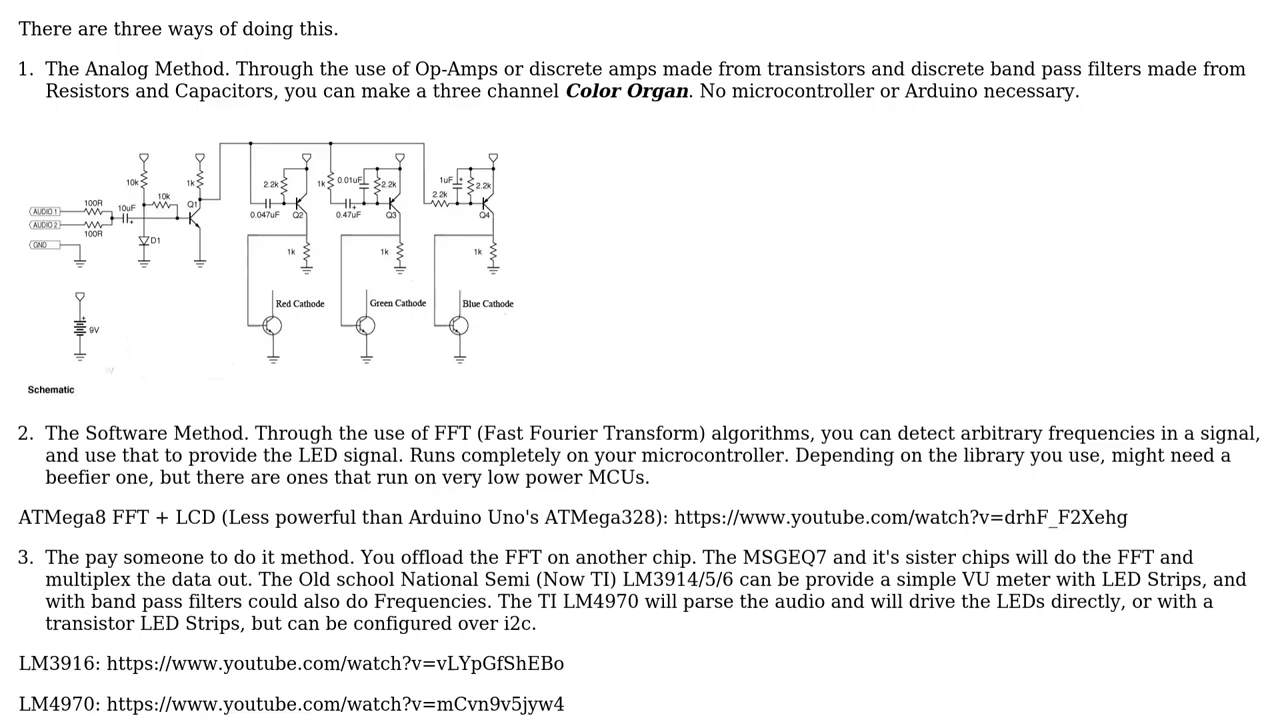 There are three ways of doing this.
1. The Analog Method. Through the use of Op-Amps or discrete amps made from transistors and discrete band pass filters made from
Resistors and Capacitors, you can make a three channel Color Organ. No microcontroller or Arduino necessary.
10k
1k
10k
Q1
100R
10uF
AUDIO 1
AUDIO 2
100R
GND
D1
2.2k
0.047uF
Q2
1k
1k
0.01uF
2.2k
0.47uF
Q3
1k
1uF
2.2k
2.2k
Q4
1k
Red Cathode
Green Cathode
Blue Cathode
9V
Schematic
2. The Software Method. Through the use of FFT (Fast Fourier Transform) algorithms, you can detect arbitrary frequencies in a signal,
and use that to provide the LED signal. Runs completely on your microcontroller. Depending on the library you use, might need a
beefier one, but there are ones that run on very low power MCUs.
ATMega8 FFT + LCD (Less powerful than Arduino Uno's ATMega328): https://www.youtube.com/watch?v=drhF_F2Xehg
3. The pay someone to do it method. You offload the FFT on another chip. The MSGEQ7 and it's sister chips will do the FFT and
multiplex the data out. The Old school National Semi (Now TI) LM3914/5/6 can be provide a simple VU meter with LED Strips, and
with band pass filters could also do Frequencies. The TI LM4970 will parse the audio and will drive the LEDs directly, or with a
transistor LED Strips, but can be configured over i2c.
LM3916: https://www.youtube.com/watch?v=vLYpGfShEBo
LM4970: https://www.youtube.com/watch?v=mCvn9v5jyw4